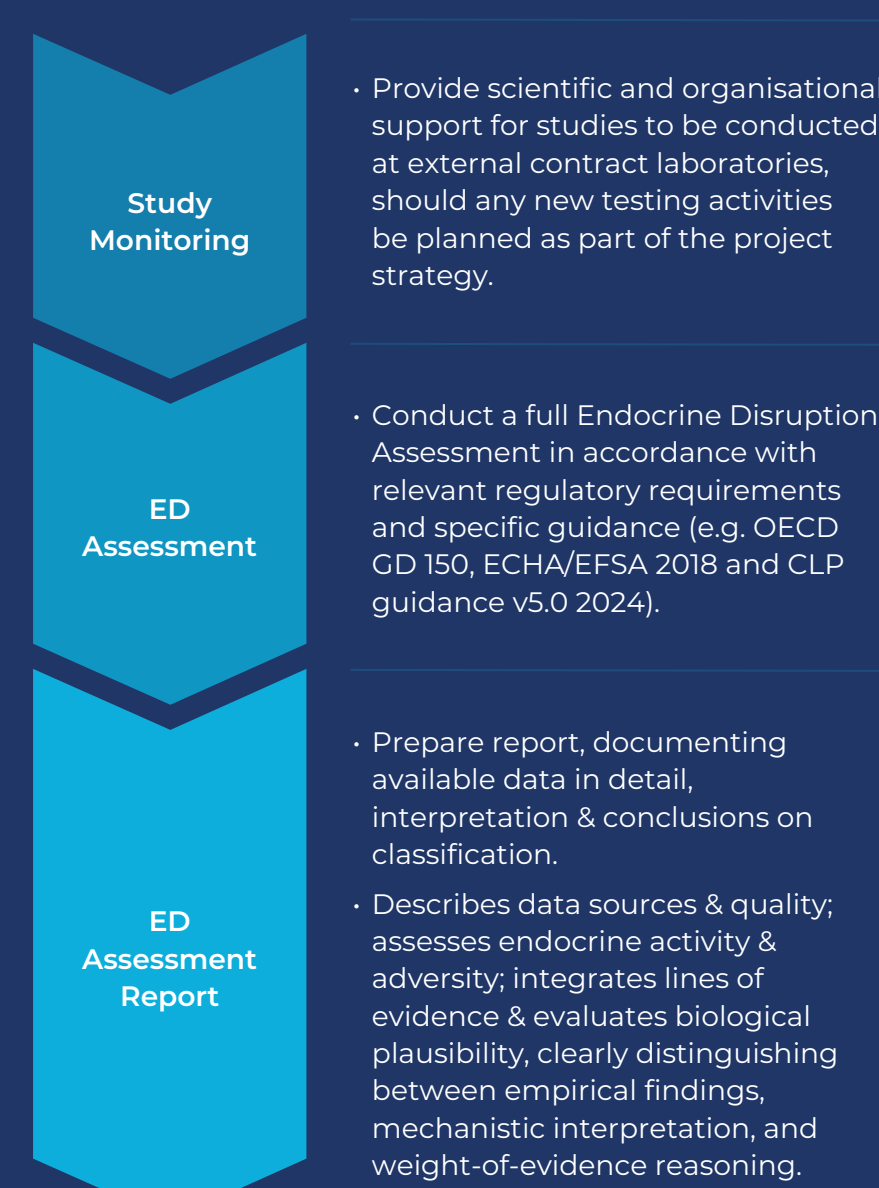 Study
Monitoring
• Provide scientific and organisational
support for studies to be conducted
at external contract laboratories,
should any new testing activities
be planned as part of the project
strategy.
ED
Assessment
• Conduct a full Endocrine Disruption
Assessment in accordance with
relevant regulatory requirements
and specific guidance (e.g. OECD
GD 150, ECHA/EFSA 2018 and CLP
guidance v5.0 2024).
ED
Assessment
Report
• Prepare report, documenting
available data in detail,
interpretation & conclusions on
classification.
• Describes data sources & quality;
assesses endocrine activity &
adversity; integrates lines of
evidence & evaluates biological
plausibility, clearly distinguishing
between empirical findings,
mechanistic interpretation, and
weight-of-evidence reasoning.